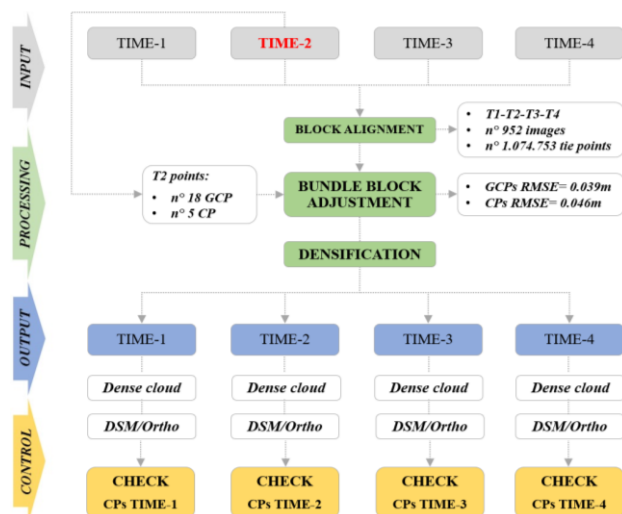 INPUT
TIME-1
TIME-2
TIME-3
TIME-4
PROCESSING
BLOCK ALIGNMENT
• T1-T2-T3-T4
• n° 952 images
• n° 1.074.753 tie points
T2 points:
• n° 18 GCP
• n° 5 CP
BUNDLE BLOCK
ADJUSTMENT
• GCPs RMSE= 0.039m
• CPs RMSE= 0.046m
DENSIFICATION
OUTPUT
TIME-1
TIME-2
TIME-3
TIME-4
Dense cloud
Dense cloud
Dense cloud
Dense cloud
DSM/Ortho
DSM/Ortho
DSM/Ortho
DSM/Ortho
CONTROL
CHECK
CPs TIME-1
CHECK
CPs TIME-2
CHECK
CPs TIME-3
CHECK
CPs TIME-4